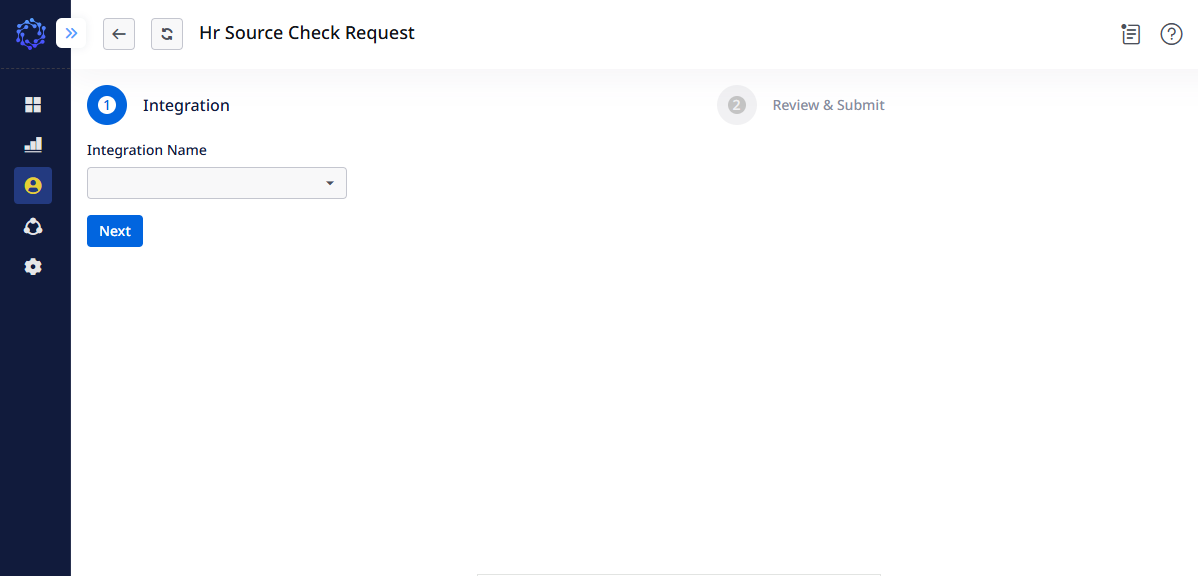 Hr Source Check Request
1 Integration
2 Review & Submit
Integration Name
Next